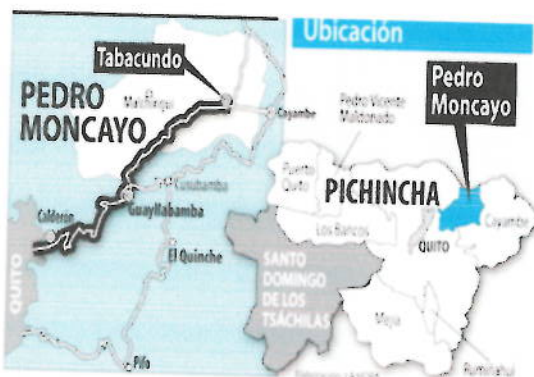 Tabacundo
PEDRO
MONCAYO
Cayambe
Cusubamba
Guayllabamba
Calderón
QUITO
El Quinche
Pifo
Ubicación
Pedro
Moncayo
Pedro Vicente
Maldonado
Puerto
Quito
PICHINCHA
Cayambe
Los Bancos
QUITO
SANTO
DOMINGO
DE LOS
TSÁCHILAS
Mejía
Rumiñahui